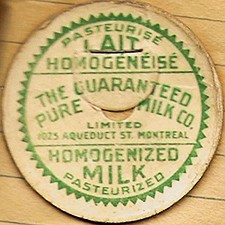 PASTEURISÉ
LAIT
HOMOGÉNÉISÉ
THE GUARANTEED
PURE MILK CO.
LIMITED
1025 AQUEDUCT ST. MONTREAL
HOMOGENIZED
MILK
PASTEURIZED